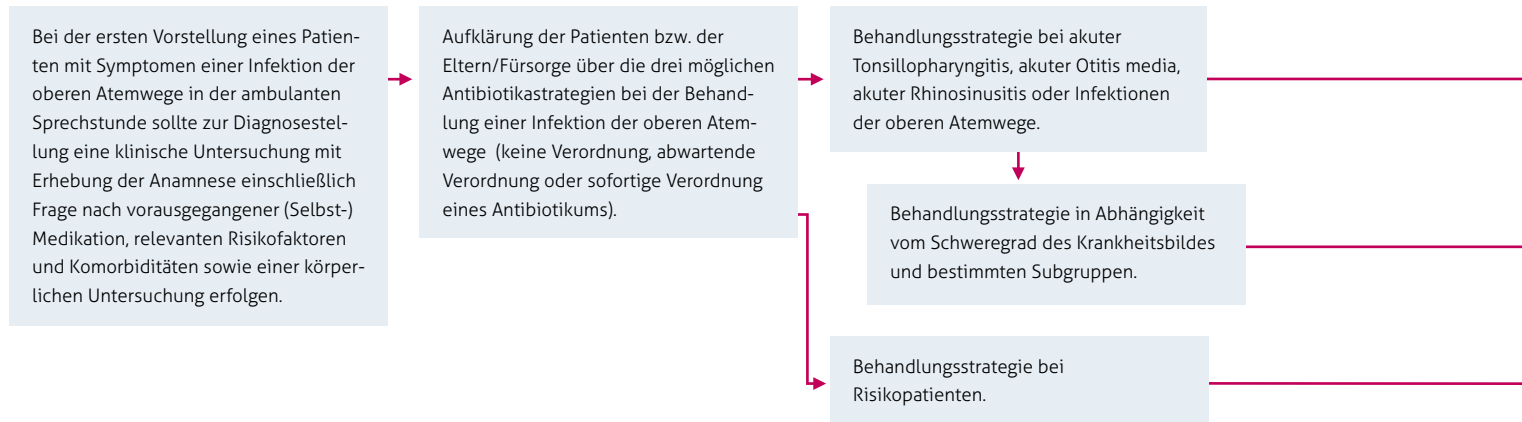 Bei der ersten Vorstellung eines Patien-
ten mit Symptomen einer Infektion der
oberen Atemwege in der ambulanten
Sprechstunde sollte zur Diagnosestel-
lung eine klinische Untersuchung mit
Erhebung der Anamnese einschließlich
Frage nach vorausgegangener (Selbst-)
Medikation, relevanten Risikofaktoren
und Komorbiditäten sowie einer körper-
lichen Untersuchung erfolgen.
Aufklärung der Patienten bzw. der
Eltern/Fürsorge über die drei möglichen
Antibiotikastrategien bei der Behand-
lung einer Infektion der oberen Atem-
wege (keine Verordnung, abwartende
Verordnung oder sofortige Verordnung
eines Antibiotikums).
Behandlungsstrategie bei akuter
Tonsillopharyngitis, akuter Otitis media,
akuter Rhinosinusitis oder Infektionen
der oberen Atemwege.
Behandlungsstrategie in Abhängigkeit
vom Schweregrad des Krankheitsbildes
und bestimmten Subgruppen.
Behandlungsstrategie bei
Risikopatienten.